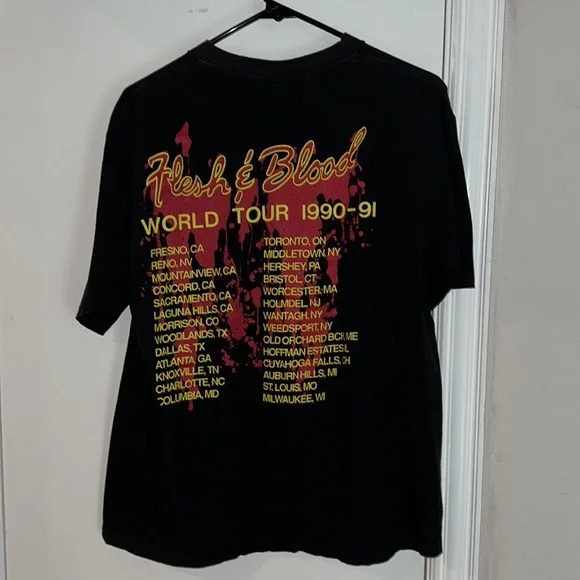 Flesh & Blood
WORLD TOUR 1990-91
FRESNO, CA
RENO, NV
MOUNTAINVIEW, CA
CONCORD, CA
SACRAMENTO, CA
LAGUNA HILLS, CA
MORRISON, CO
WOODLANDS, TX
DALLAS, TX
ATLANTA, GA
KNOXVILLE, TN
CHARLOTTE, NC
COLUMBIA, MD
TORONTO, ON
MIDDLETOWN, NY
HERSHEY, PA
BRISTOL, CT
WORCESTER, MA
HOLMDEL, NJ
WANTAGH, NY
WEEDSPORT, NY
OLD ORCHARD BCH, ME
HOFFMAN ESTATES, IL
CUYAHOGA FALLS, OH
AUBURN HILLS, MI
ST. LOUIS, MO
MILWAUKEE, WI